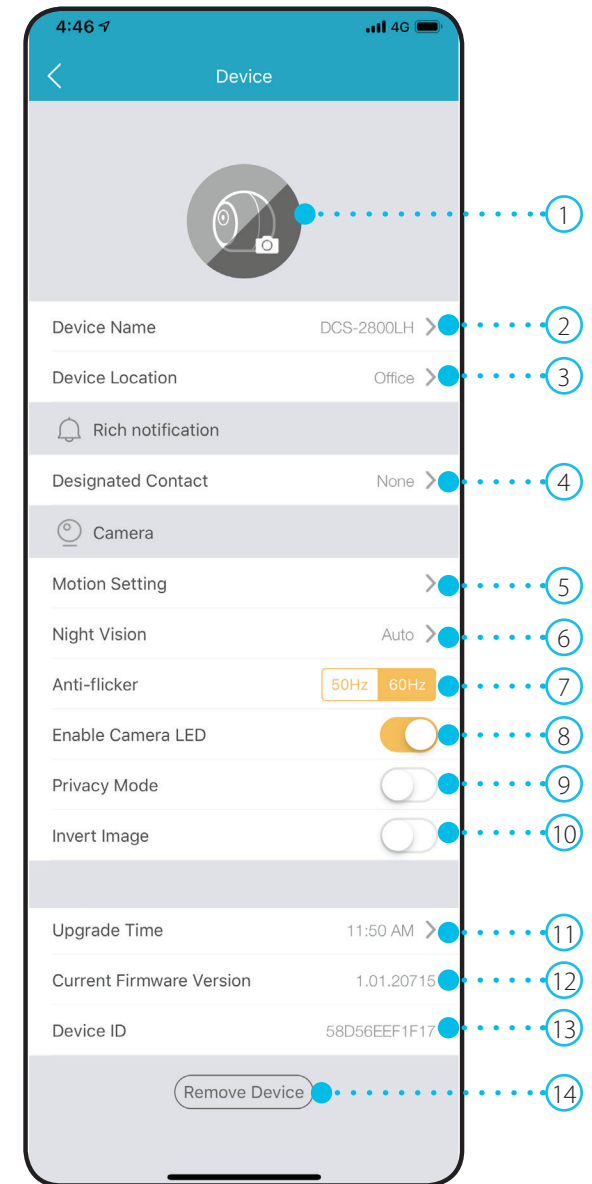 4:46 4G
Device
1
Device Name DCS-2800LH 2
Device Location Office 3
Rich notification
Designated Contact None 4
Camera
Motion Setting 5
Night Vision Auto 6
Anti-flicker 50Hz 60Hz 7
Enable Camera LED 8
Privacy Mode 9
Invert Image 10
Upgrade Time 11:50 AM 11
Current Firmware Version 1.01.20715 12
Device ID 58D56EEF1F17 13
Remove Device 14